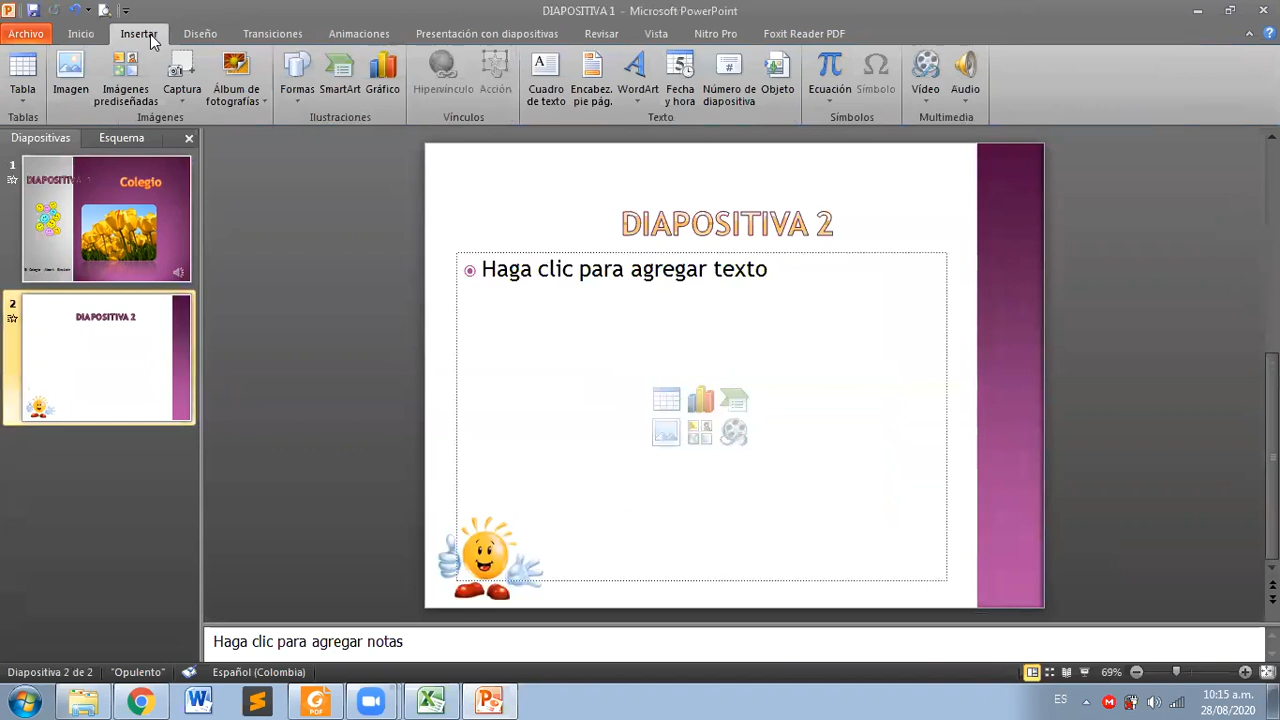 DIAPOSITIVA 1 – Microsoft PowerPoint
Archivo Inicio Insertar Diseño Transiciones Animaciones Presentación con diapositivas Revisar Vista Nitro Pro Foxit Reader PDF
Tabla Imagen Imágenes prediseñadas Captura Álbum de fotografías Formas SmartArt Gráfico Hipervínculo Acción Cuadro de texto Encabez. pie pág. WordArt Fecha y hora Número de diapositiva Objeto Ecuación Símbolo Vídeo Audio
Tablas Imágenes Ilustraciones Vínculos Texto Símbolos Multimedia
Diapositivas Esquema
1
DIAPOSITIVA 1
Colegio
2
DIAPOSITIVA 2
DIAPOSITIVA 2
Haga clic para agregar texto
Haga clic para agregar notas
Diapositiva 2 de 2 "Opulento" Español (Colombia) 69%
PDF
ES 10:15 a.m.
28/08/2020